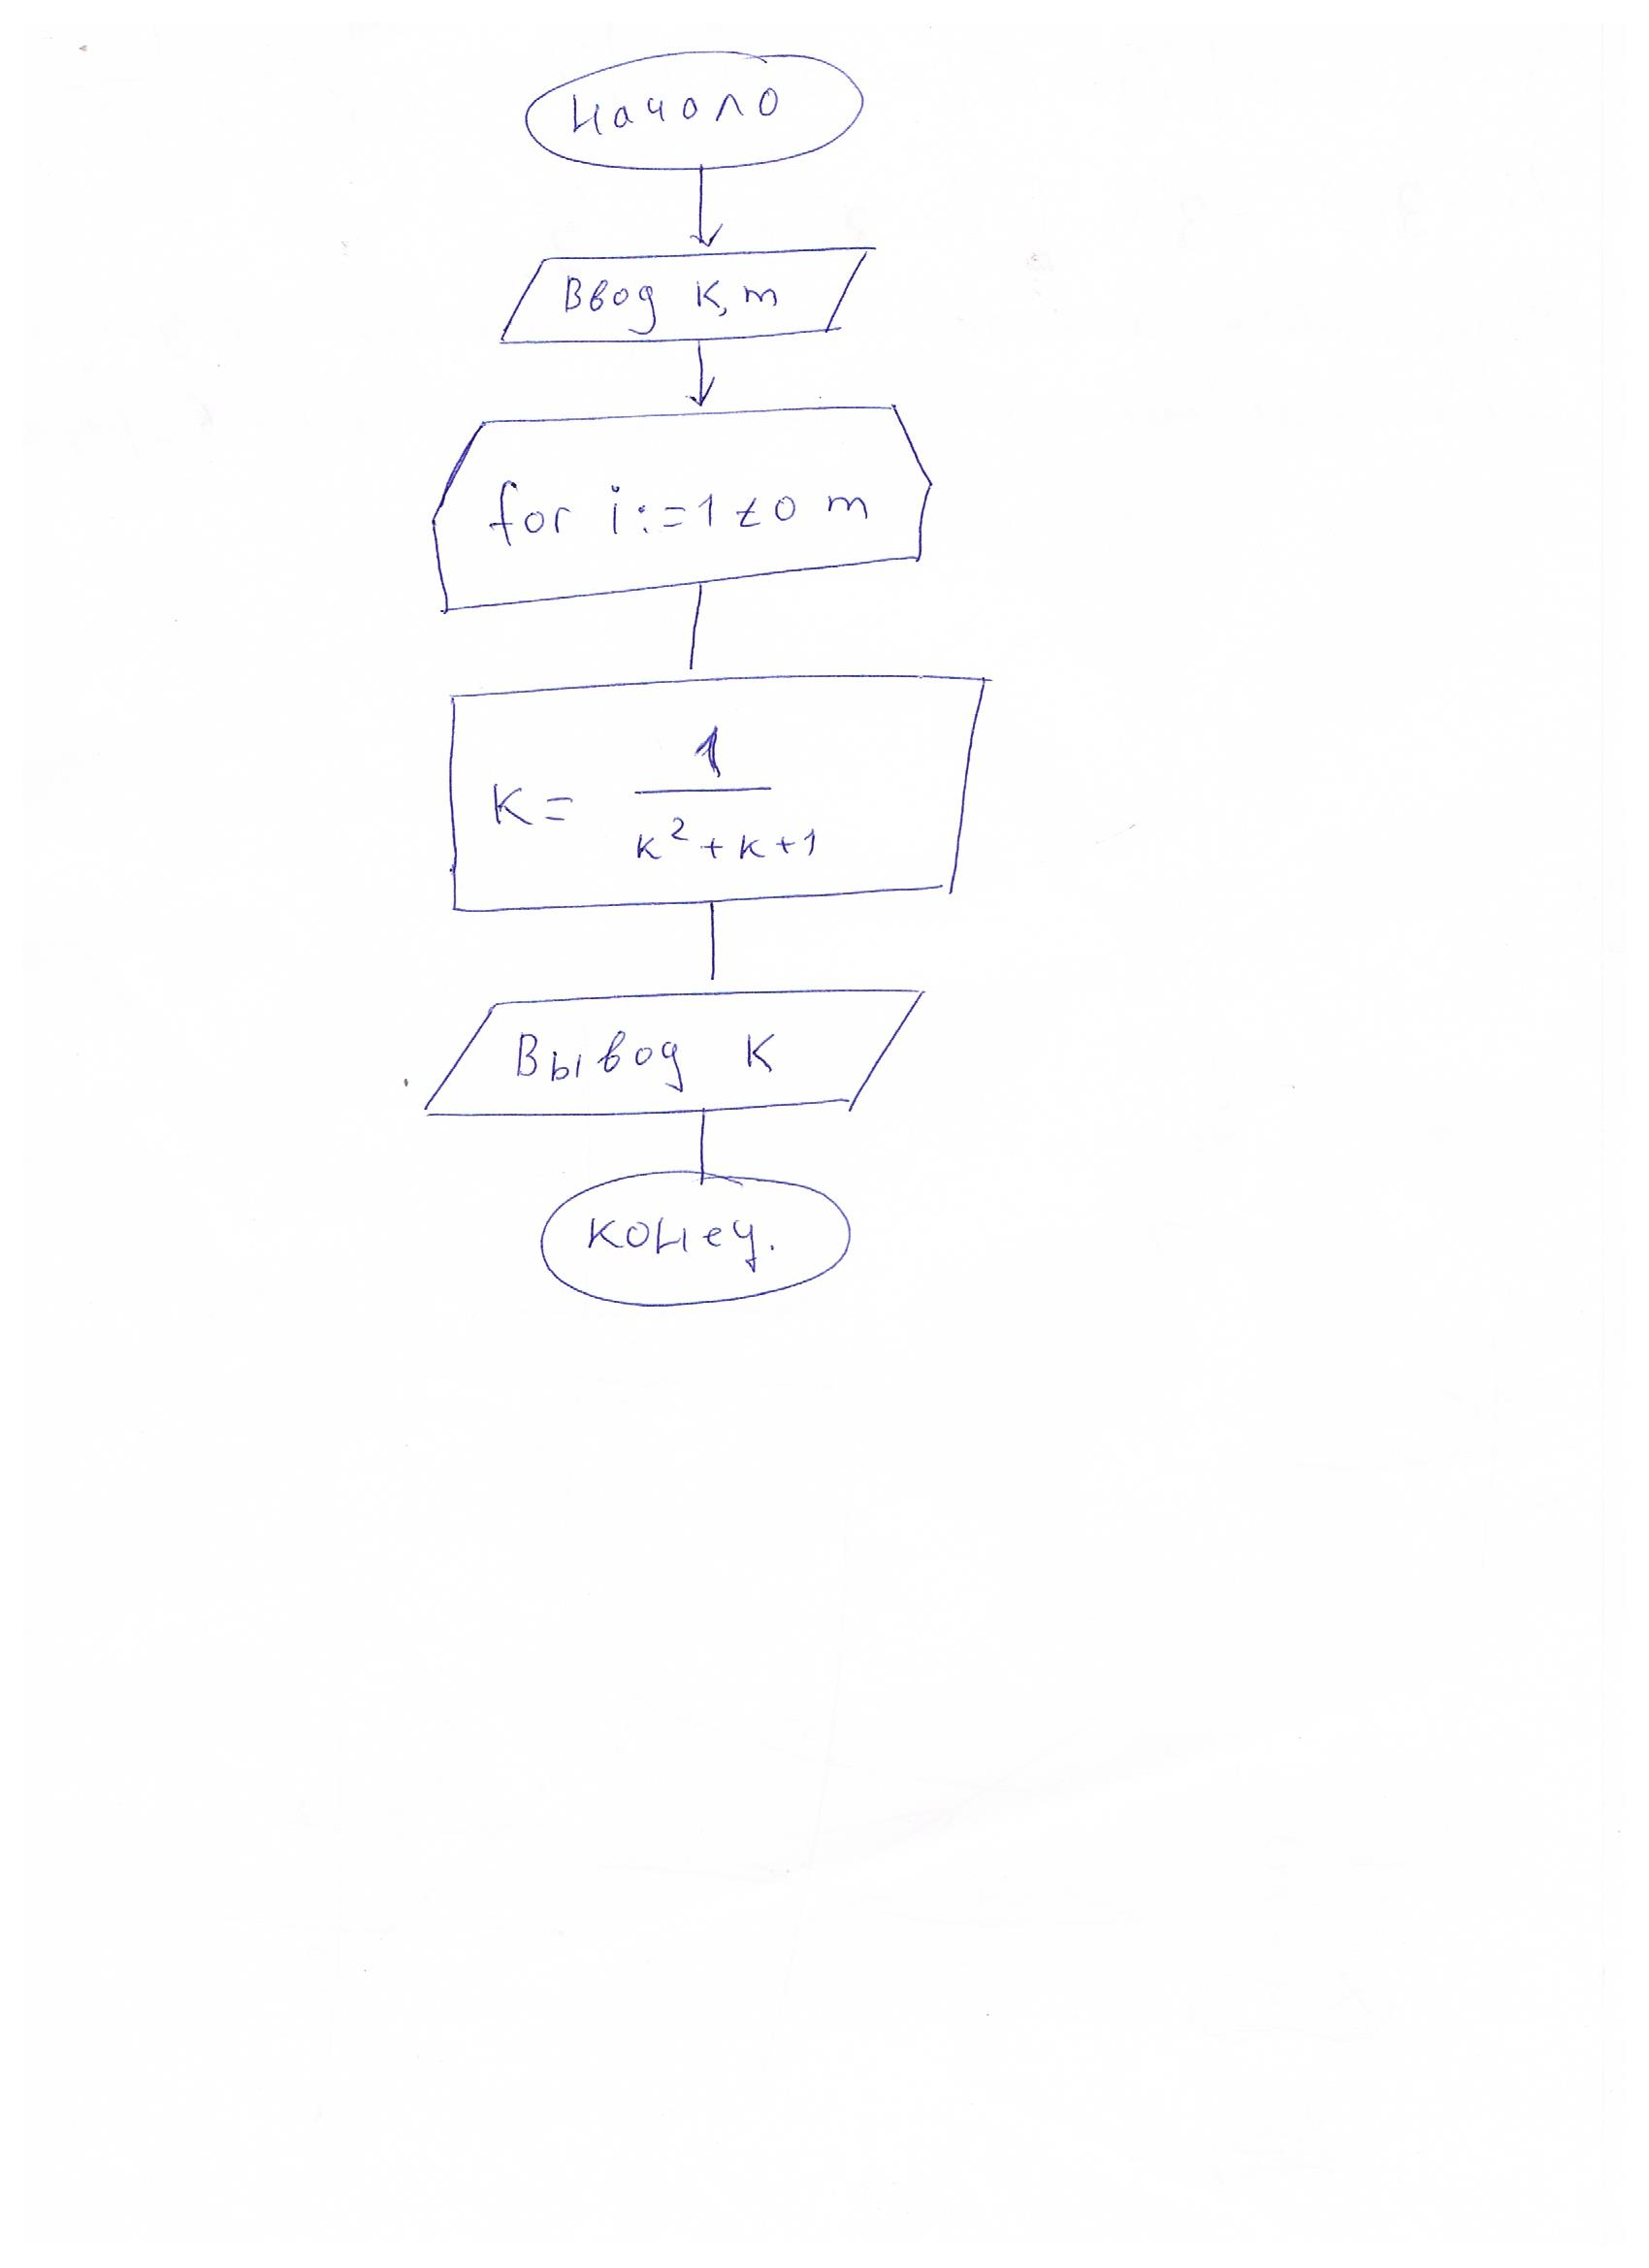 Начало
Ввод K, m
for i:=1 to m
K = 1
k²+k+1
Вывод K
Конец.